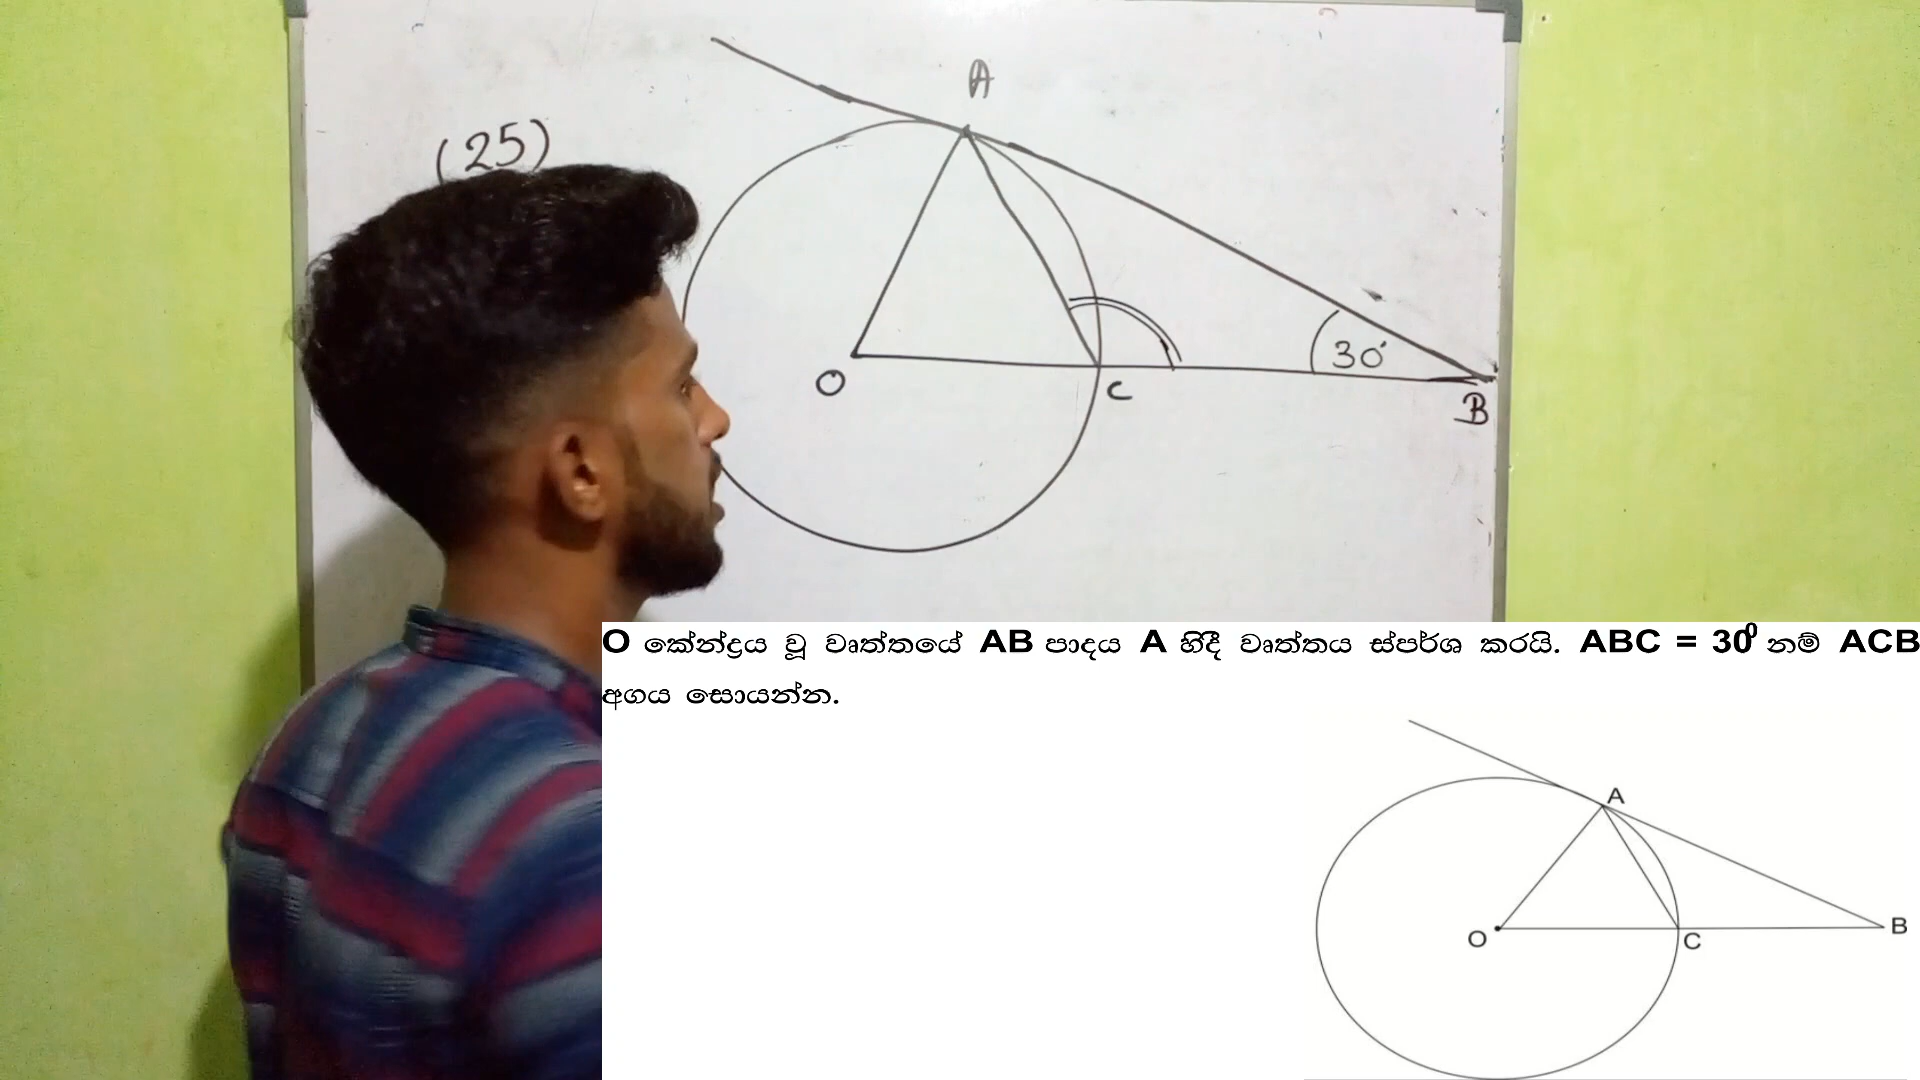 (25)
A
O
C
30°
B
O කේන්ද්‍රය වූ වෘත්තයේ AB පාදය A හිදී වෘත්තය ස්පර්ශ කරයි. ABC = 30⁰ නම් ACB
අගය සොයන්න.
A
O
C
B